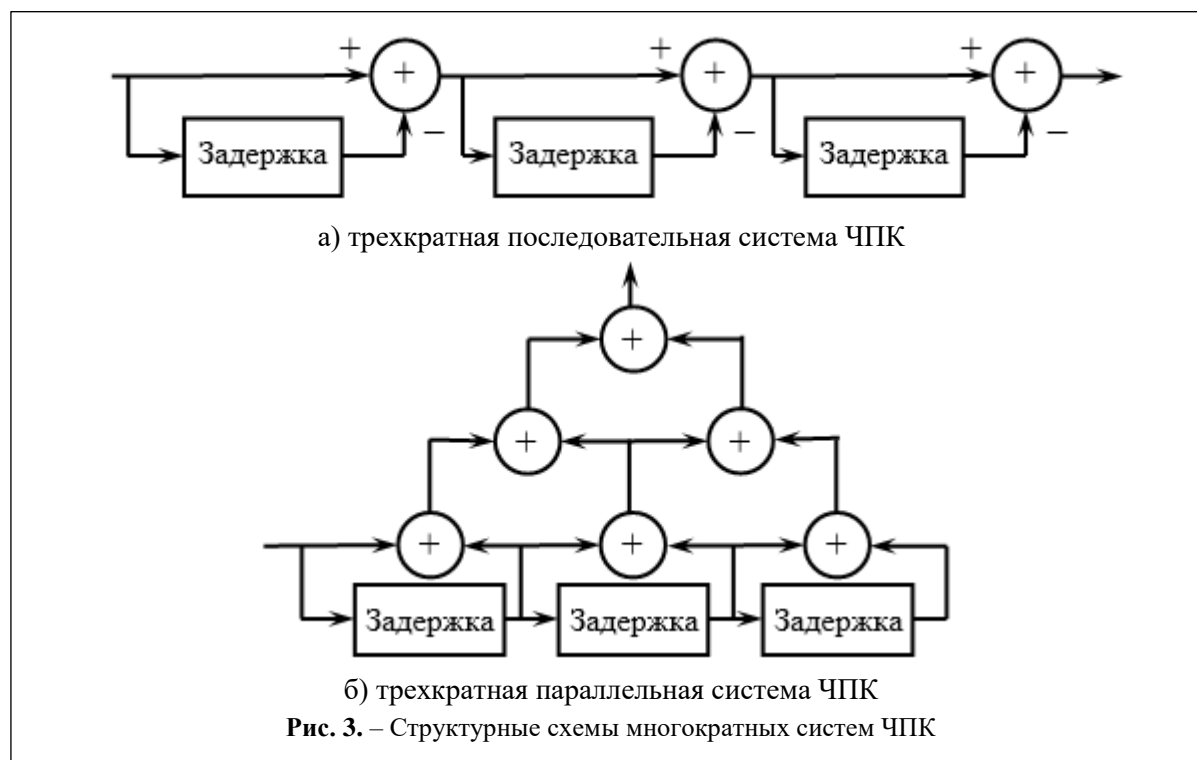 + + +
+ + +
– – –
Задержка Задержка Задержка
а) трехкратная последовательная система ЧПК
+
+ +
+ + +
Задержка Задержка Задержка
б) трехкратная параллельная система ЧПК
Рис. 3. – Структурные схемы многократных систем ЧПК